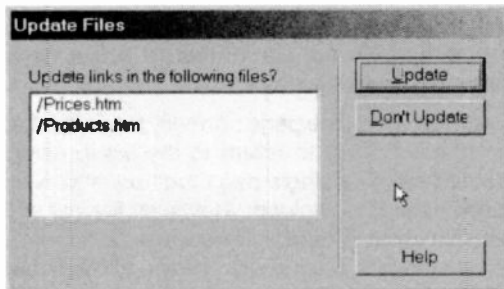 Update Files
Update links in the following files?
/Prices.htm
/Products.htm
Update
Don't Update
Help